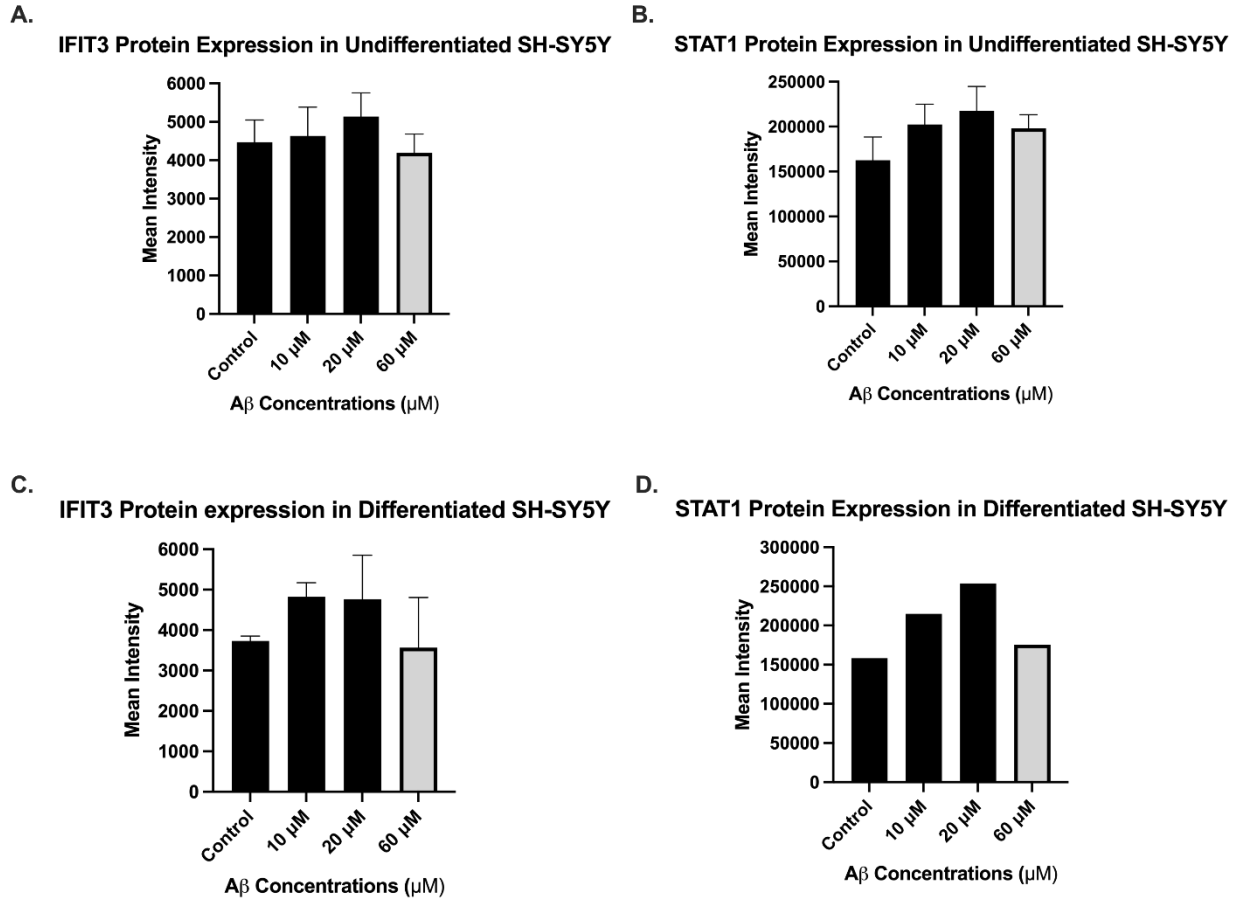 A.
IFIT3 Protein Expression in Undifferentiated SH-SY5Y
6000
5000
4000
3000
2000
1000
0
Mean Intensity
Control
10 µM
20 µM
60 µM
Aβ Concentrations (µM)
B.
STAT1 Protein Expression in Undifferentiated SH-SY5Y
250000
200000
150000
100000
50000
0
Mean Intensity
Control
10 µM
20 µM
60 µM
Aβ Concentrations (µM)
C.
IFIT3 Protein expression in Differentiated SH-SY5Y
6000
5000
4000
3000
2000
1000
0
Mean Intensity
Control
10 µM
20 µM
60 µM
Aβ Concentrations (µM)
D.
STAT1 Protein Expression in Differentiated SH-SY5Y
300000
250000
200000
150000
100000
50000
0
Mean Intensity
Control
10 µM
20 µM
60 µM
Aβ Concentrations (µM)